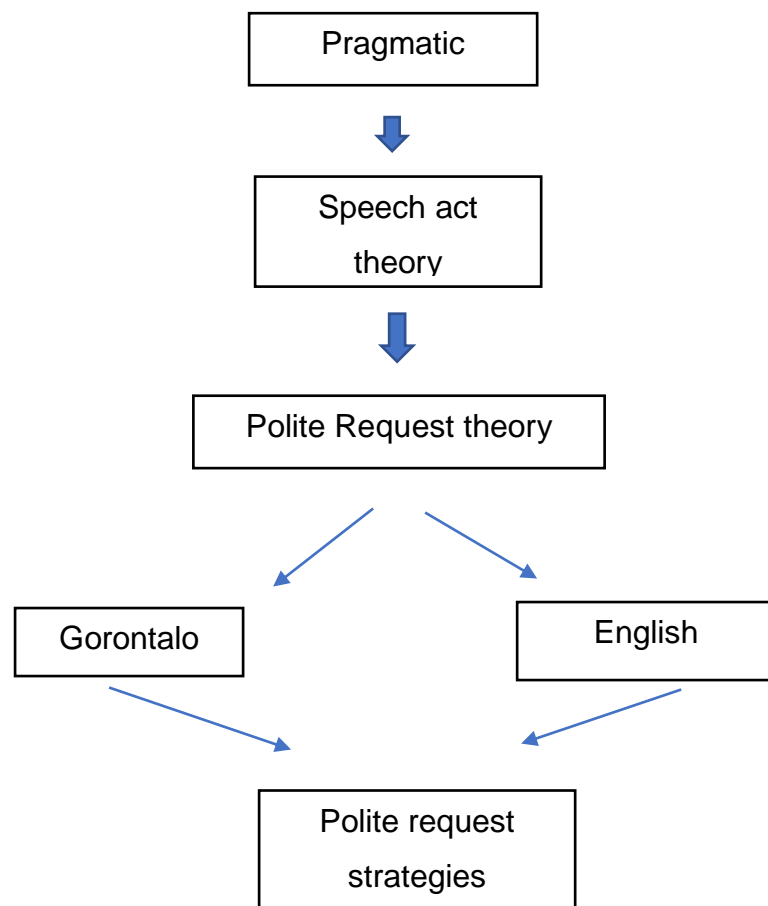 Pragmatic
Speech act
theory
Polite Request theory
Gorontalo
English
Polite request
strategies